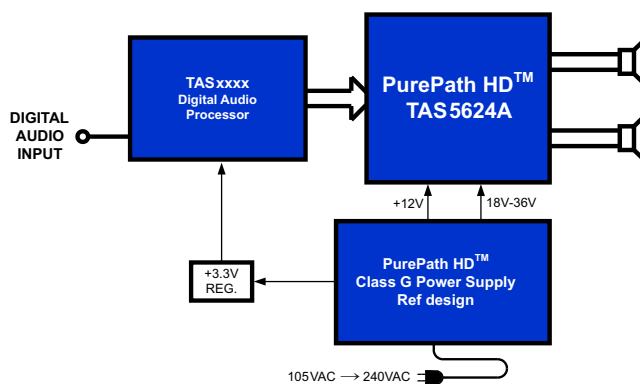 DIGITAL
AUDIO
INPUT
TASxxxx
Digital Audio
Processor
PurePath HD™
TAS5624A
+12V
18V-36V
+3.3V
REG.
PurePath HD™
Class G Power Supply
Ref design
105VAC → 240VAC